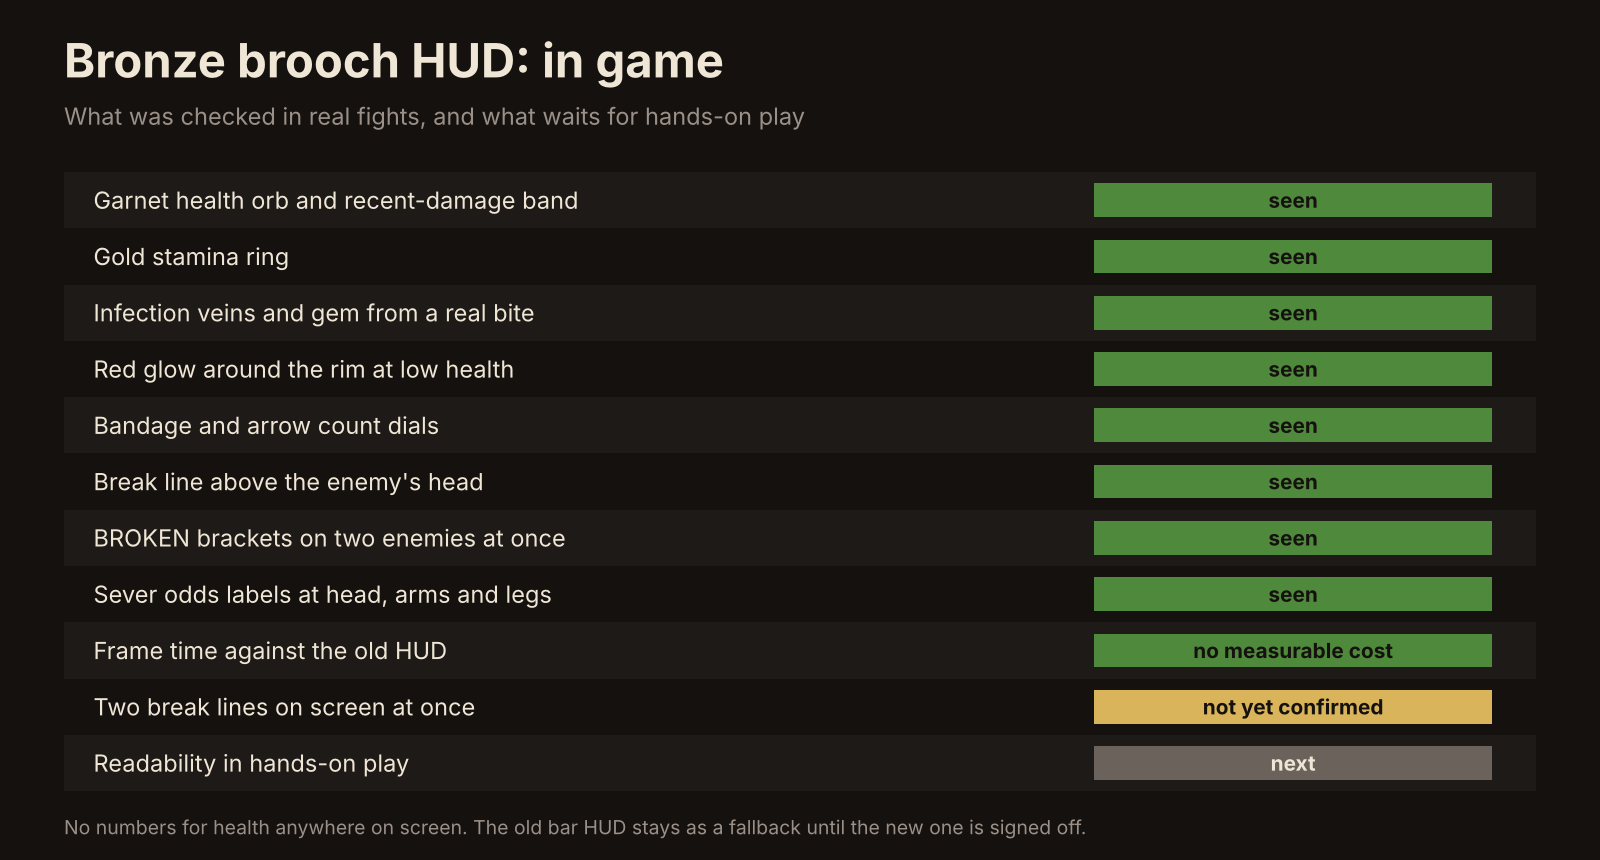 Bronze brooch HUD: in game
What was checked in real fights, and what waits for hands-on play
Garnet health orb and recent-damage band
seen
Gold stamina ring
seen
Infection veins and gem from a real bite
seen
Red glow around the rim at low health
seen
Bandage and arrow count dials
seen
Break line above the enemy's head
seen
BROKEN brackets on two enemies at once
seen
Sever odds labels at head, arms and legs
seen
Frame time against the old HUD
no measurable cost
Two break lines on screen at once
not yet confirmed
Readability in hands-on play
next
No numbers for health anywhere on screen. The old bar HUD stays as a fallback until the new one is signed off.